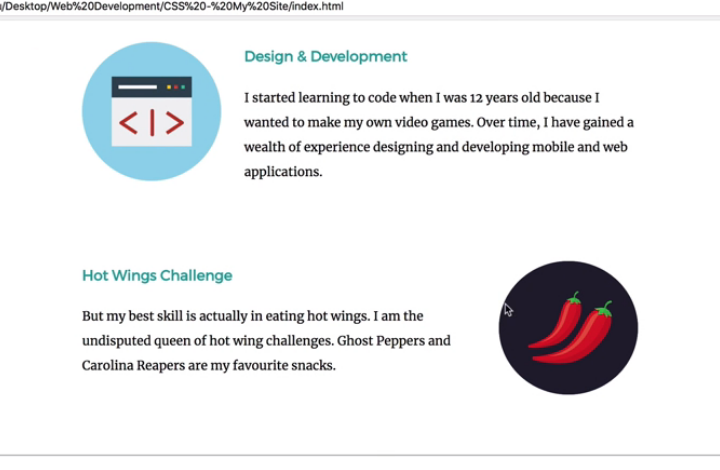 /Desktop/Web%20Development/CSS%20-%20My%20Site/index.html
Design & Development
I started learning to code when I was 12 years old because I
wanted to make my own video games. Over time, I have gained a
wealth of experience designing and developing mobile and web
applications.
Hot Wings Challenge
But my best skill is actually in eating hot wings. I am the
undisputed queen of hot wing challenges. Ghost Peppers and
Carolina Reapers are my favourite snacks.